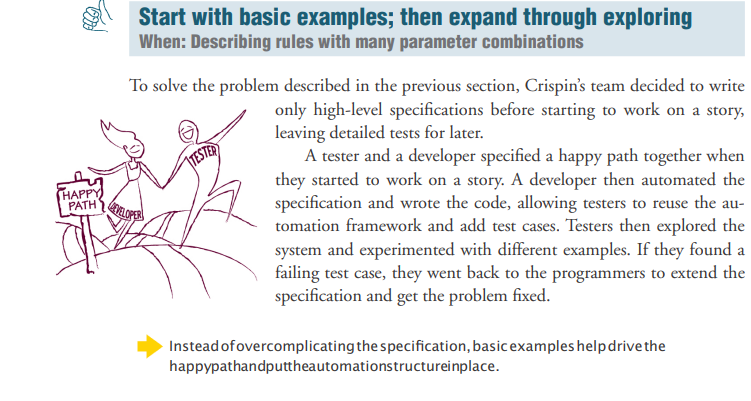 Start with basic examples; then expand through exploring
When: Describing rules with many parameter combinations
To solve the problem described in the previous section, Crispin's team decided to write
only high-level specifications before starting to work on a story,
leaving detailed tests for later.
A tester and a developer specified a happy path together when
they started to work on a story. A developer then automated the
specification and wrote the code, allowing testers to reuse the au-
tomation framework and add test cases. Testers then explored the
system and experimented with different examples. If they found a
failing test case, they went back to the programmers to extend the
specification and get the problem fixed.
TESTER
HAPPY
PATH
DEVELOPER
Instead of overcomplicating the specification, basic examples help drive the
happypathandputtheautomationstructureinplace.